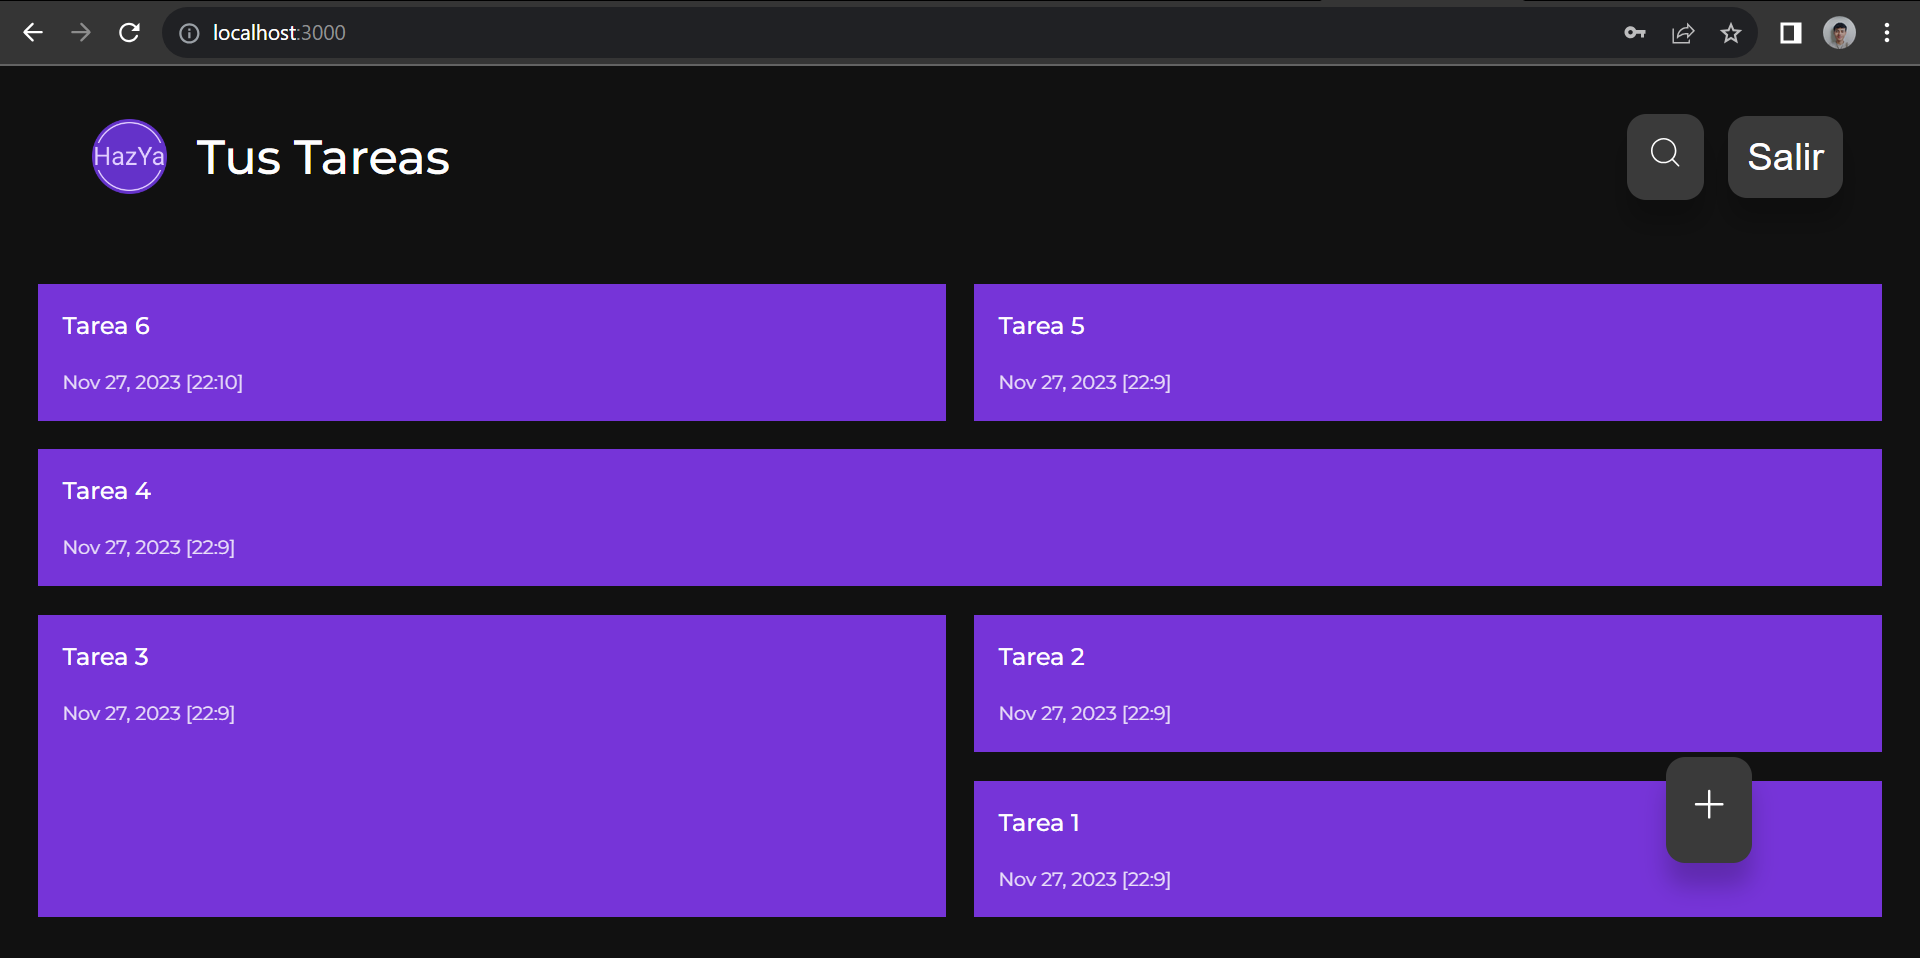 localhost:3000
HazYa
Tus Tareas
Salir
Tarea 6
Nov 27, 2023 [22:10]
Tarea 5
Nov 27, 2023 [22:9]
Tarea 4
Nov 27, 2023 [22:9]
Tarea 3
Nov 27, 2023 [22:9]
Tarea 2
Nov 27, 2023 [22:9]
Tarea 1
Nov 27, 2023 [22:9]